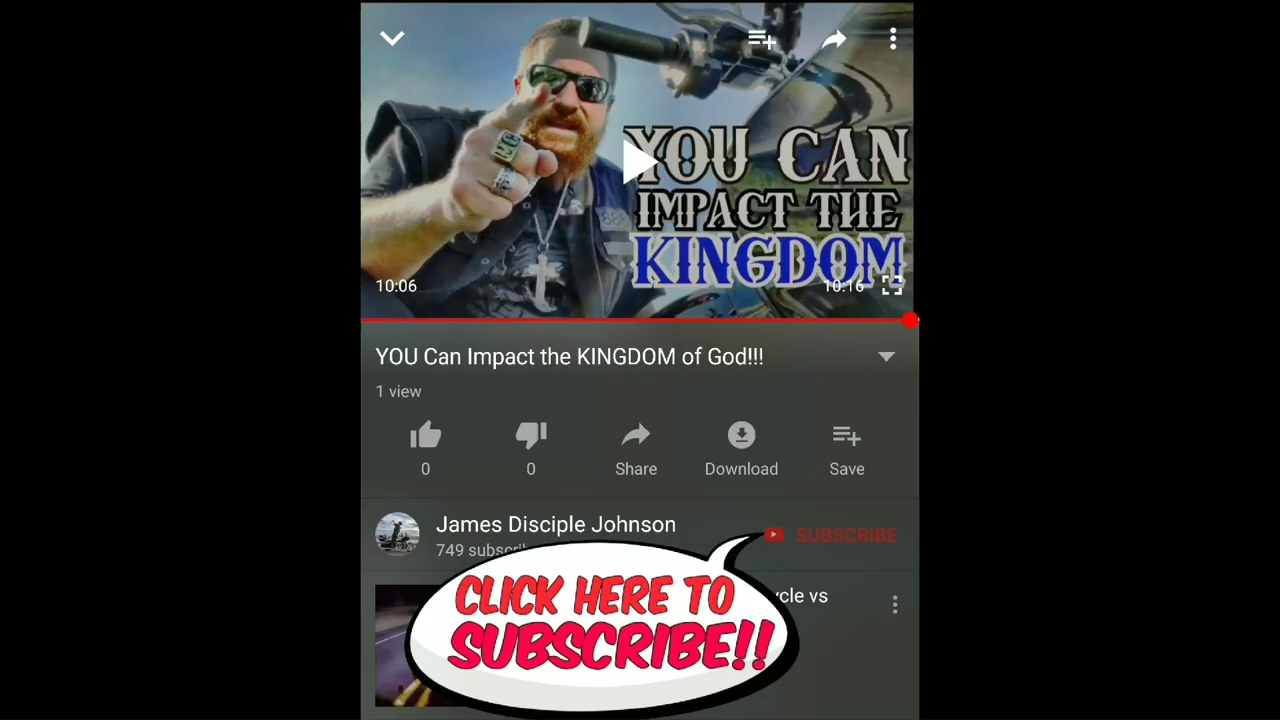 YOU CAN
IMPACT THE
KINGDOM
10:06
10:16
YOU Can Impact the KINGDOM of God!!!
1 view
0
0
Share
Download
Save
James Disciple Johnson
SUBSCRIBE
749
CLICK HERE TO
SUBSCRIBE!!
vs